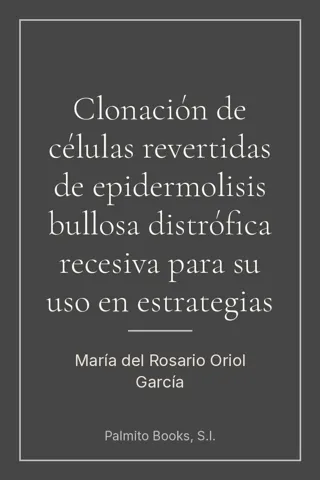 Clonación de
células revertidas
de epidermolisis
bullosa distrófica
recesiva para su
uso en estrategias
María del Rosario Oriol
García
Palmito Books, S.l.